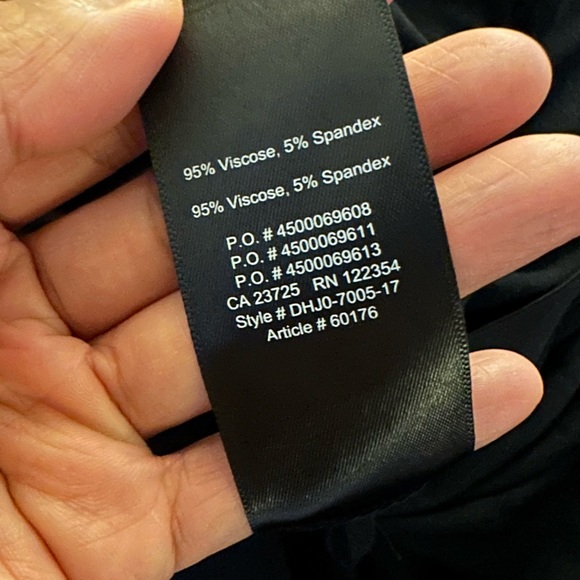 95% Viscose, 5% Spandex
95% Viscose, 5% Spandex
P.O. # 4500069608
P.O. # 4500069611
P.O. # 4500069613
CA 23725 RN 122354
Style # DHJ0-7005-17
Article # 60176